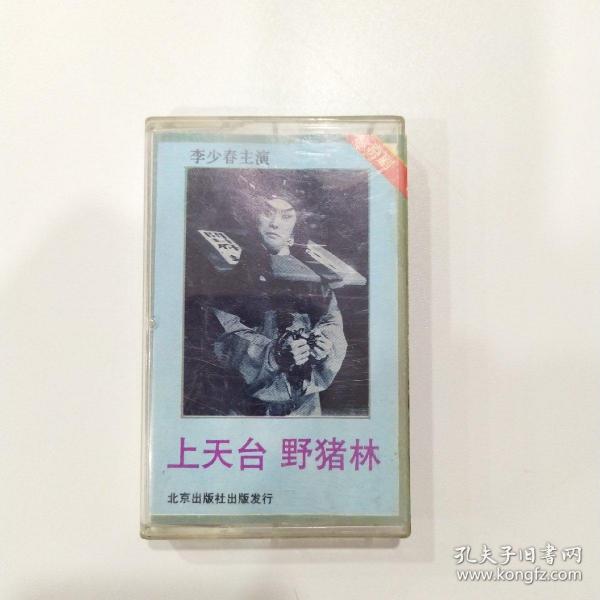 李少春主演
上天台 野猪林
北京出版社出版发行
孔夫子旧书网
www.kongfz.com